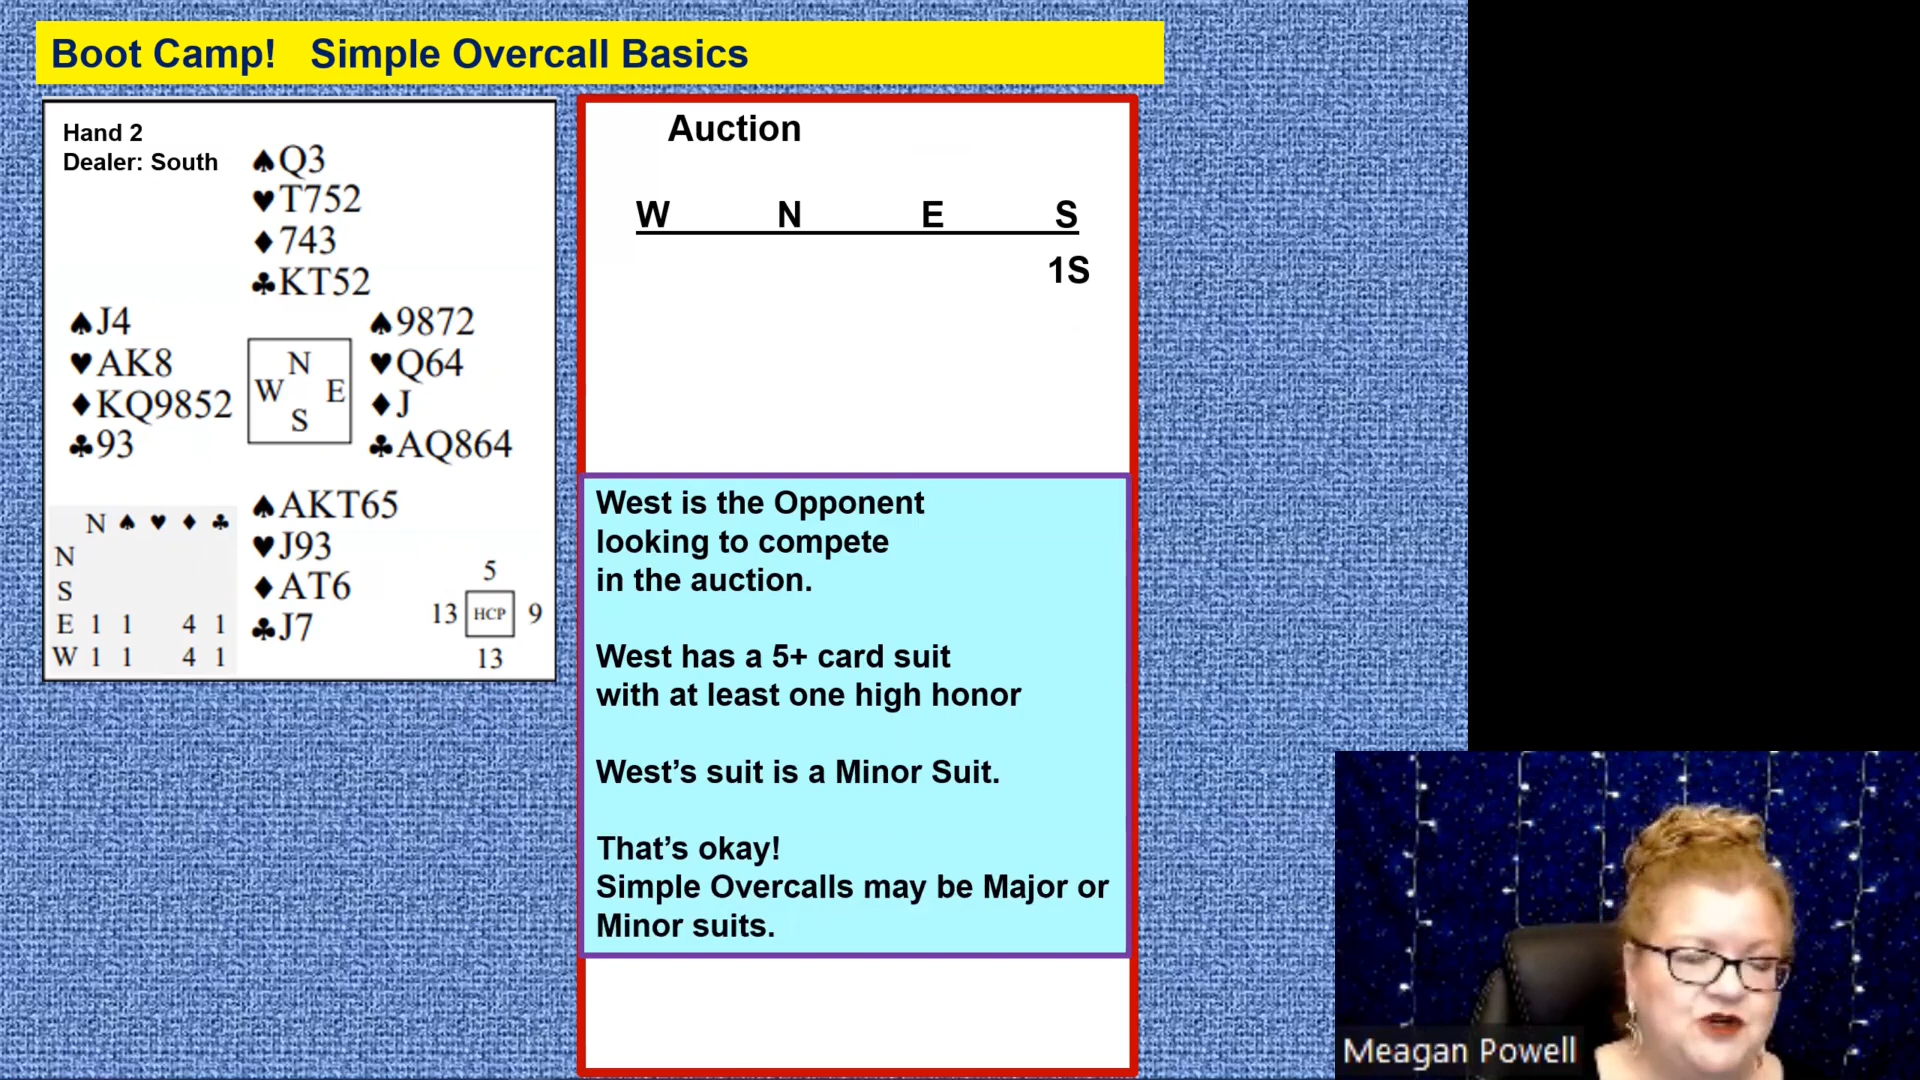 Boot Camp!   Simple Overcall Basics
Hand 2
Dealer: South
♠Q3
♥T752
♦743
♣KT52
♠J4
♥AK8
♦KQ9852
♣93
N
W E
S
♠9872
♥Q64
♦J
♣AQ864
♠AKT65
♥J93
♦AT6
♣J7
N ♠ ♥ ♦ ♣
N
S
E 1 1 4 1
W 1 1 4 1
5
13 HCP 9
13
Auction
W N E S
1S
West is the Opponent
looking to compete
in the auction.
West has a 5+ card suit
with at least one high honor
West’s suit is a Minor Suit.
That’s okay!
Simple Overcalls may be Major or
Minor suits.
Meagan Powell